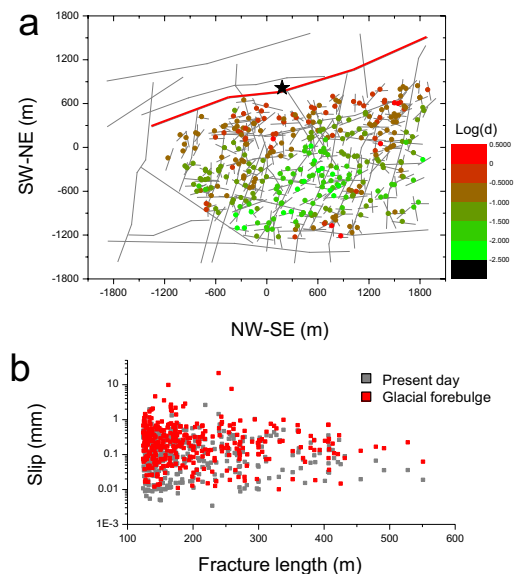 a
1800
1200
600
0
-600
-1200
-1800
SW-NE (m)
-1800 -1200 -600 0 600 1200 1800
NW-SE (m)
Log(d)
0.5000
0
-0.5000
-1.000
-1.500
-2.000
-2.500
b
10
1
0.1
0.01
1E-3
Slip (mm)
Present day
Glacial forebulge
100 200 300 400 500 600
Fracture length (m)